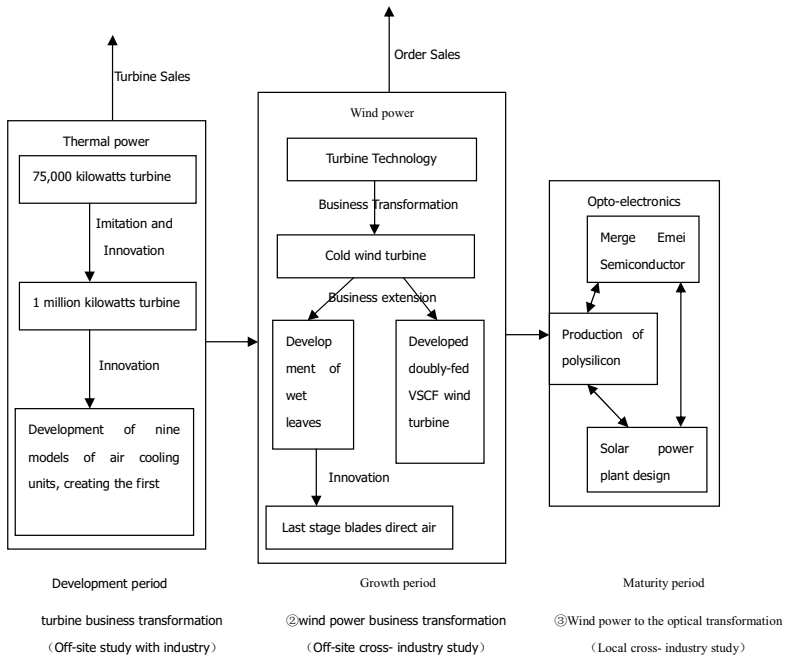 Turbine Sales
Thermal power
75,000 kilowatts turbine
Imitation and
Innovation
1 million kilowatts turbine
Innovation
Development of nine
models of air cooling
units, creating the first
Development period
turbine business transformation
（Off-site study with industry）
Order Sales
Wind power
Turbine Technology
Business Transformation
Cold wind turbine
Business extension
Develop
ment of
wet
leaves
Developed
doubly-fed
VSCF wind
turbine
Innovation
Last stage blades direct air
Growth period
②wind power business transformation
（Off-site cross- industry study）
Opto-electronics
Merge Emei
Semiconductor
Production of
polysilicon
Solar power
plant design
Maturity period
③Wind power to the optical transformation
（Local cross- industry study）